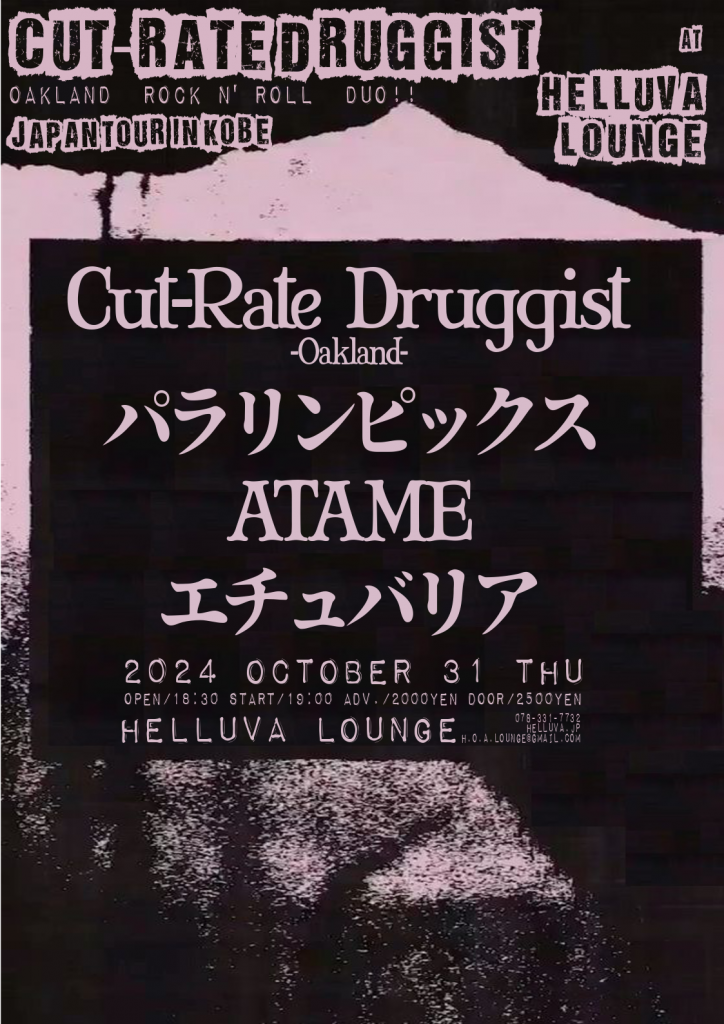 CUT-RATE DRUGGIST
AT
OAKLAND ROCK N' ROLL DUO!!
HELLUVA
LOUNGE
JAPAN TOUR IN KOBE
Cut-Rate Druggist
-Oakland-
パラリンピックス
ATAME
エチュバリア
2024 OCTOBER 31 THU
OPEN/18:30 START/19:00 ADV./2000YEN DOOR/2500YEN
HELLUVA LOUNGE
078-331-7732
HELLUVA.JP
H.O.A.LOUNGE@GMAIL.COM